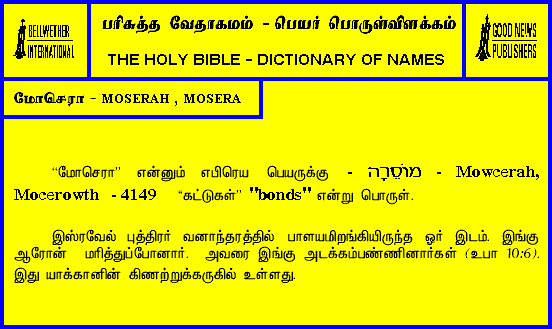 BELLWETHER
INTERNATIONAL
பரிசுத்த வேதாகமம் - பெயர் பொருள்விளக்கம்
THE HOLY BIBLE - DICTIONARY OF NAMES
GOOD NEWS
PUBLISHERS
மோசெரா - MOSERAH , MOSERA
“மோசெரா” என்னும் எபிரெய பெயருக்கு - מוֹסֵרָה - Mowcerah,
Mocerowth - 4149 “கட்டுகள்” "bonds" என்று பொருள்.
இஸ்ரவேல் புத்திரர் வனாந்தரத்தில் பாளயமிறங்கியிருந்த ஓர் இடம். இங்கு
ஆரோன் மரித்துப்போனார். அவரை இங்கு அடக்கம்பண்ணினார்கள் (உபா 10:6).
இது யாக்கானின் கிணற்றுக்கருகில் உள்ளது.